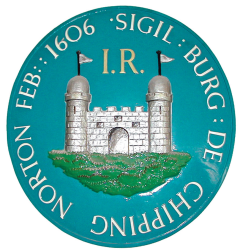 ·SIGIL : BURG : DE CHIPPING NORTON FEB::1606
I.R.